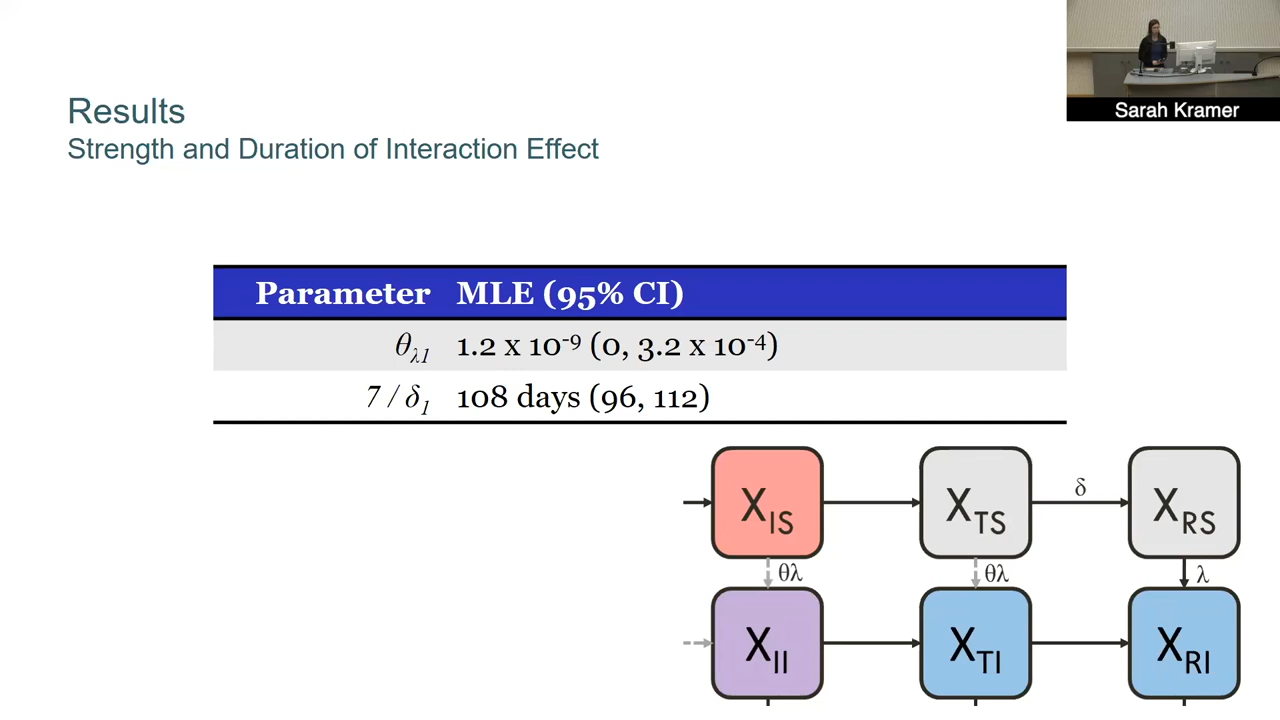 Sarah Kramer
Results
Strength and Duration of Interaction Effect
Parameter MLE (95% CI)
θλ1 1.2 x 10-9 (0, 3.2 x 10-4)
7 / δ1 108 days (96, 112)
XIS XTS δ XRS
θλ θλ λ
XII XTI XRI